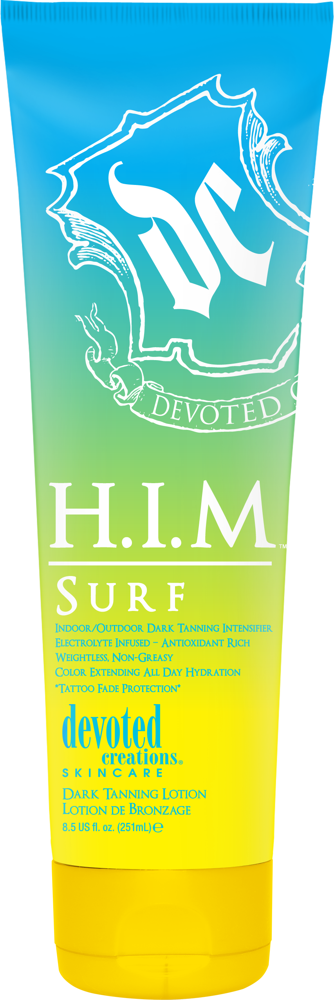 DC
DEVOTED
H.I.M™
SURF
INDOOR/OUTDOOR DARK TANNING INTENSIFIER
ELECTROLYTE INFUSED – ANTIOXIDANT RICH
WEIGHTLESS, NON-GREASY
COLOR EXTENDING ALL DAY HYDRATION
*TATTOO FADE PROTECTION*
devoted
creations®
SKINCARE
DARK TANNING LOTION
LOTION DE BRONZAGE
8.5 US fl. oz. (251mL)℮